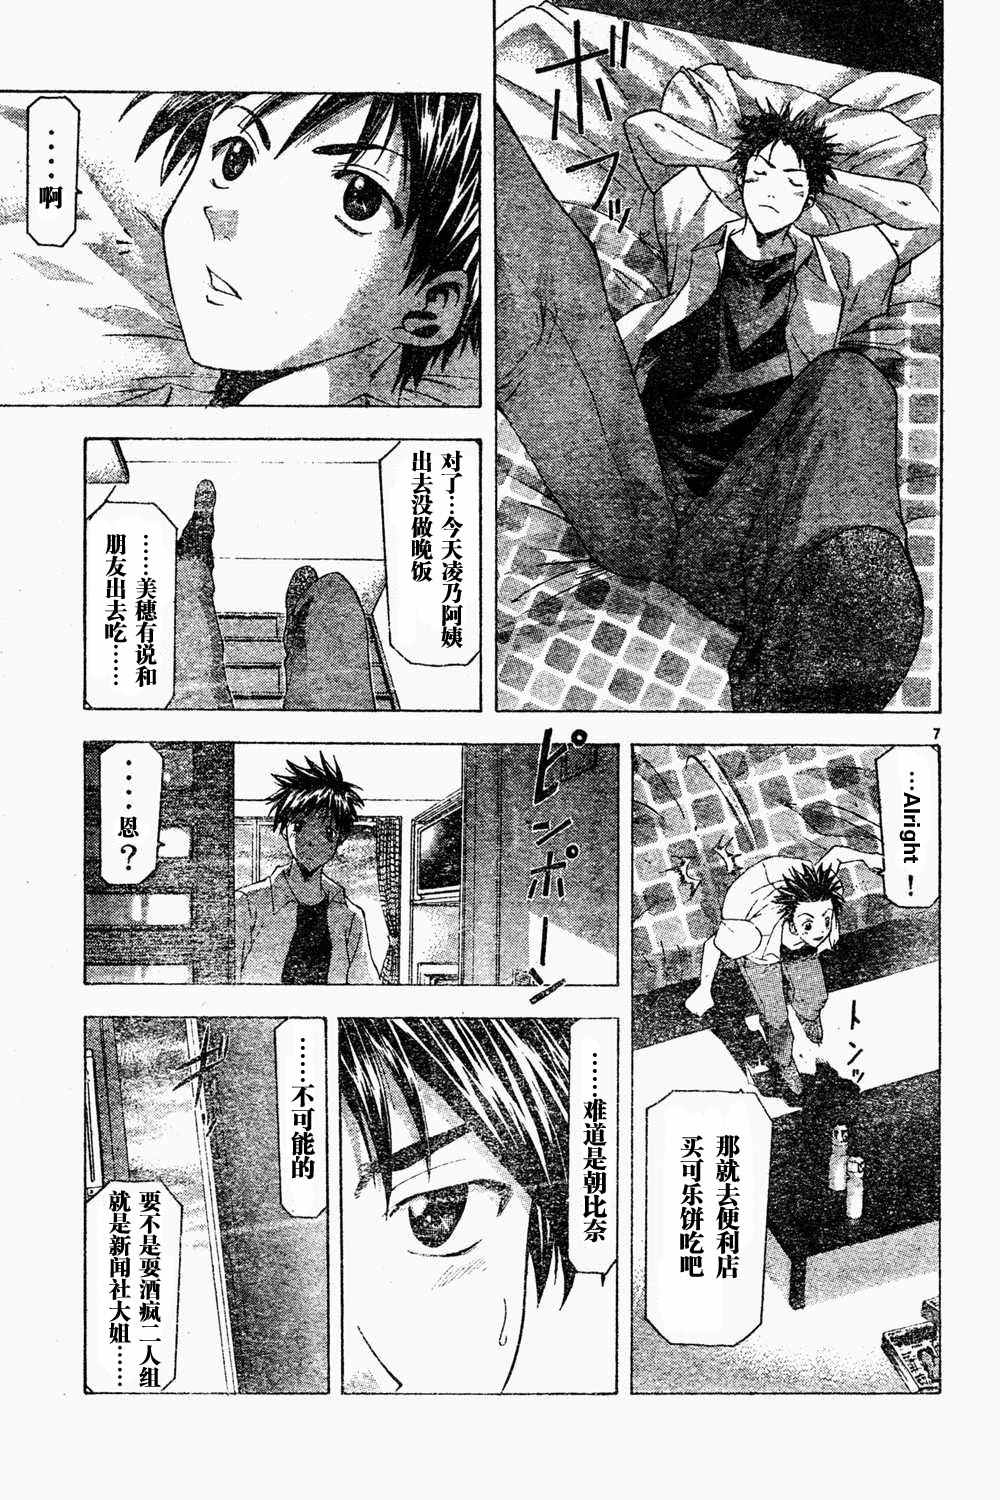 ドサッ
....啊
对了…今天凌乃阿姨
出去没做晚饭
……美穗有说和
朋友出去吃……
7
…Alright！
トンッ
那就去便利店
买可乐饼吃吧
ピンポーン
....恩？
……难道是朝比奈
……不可能的
要不是耍酒疯二人组
就是新闻社大姐……